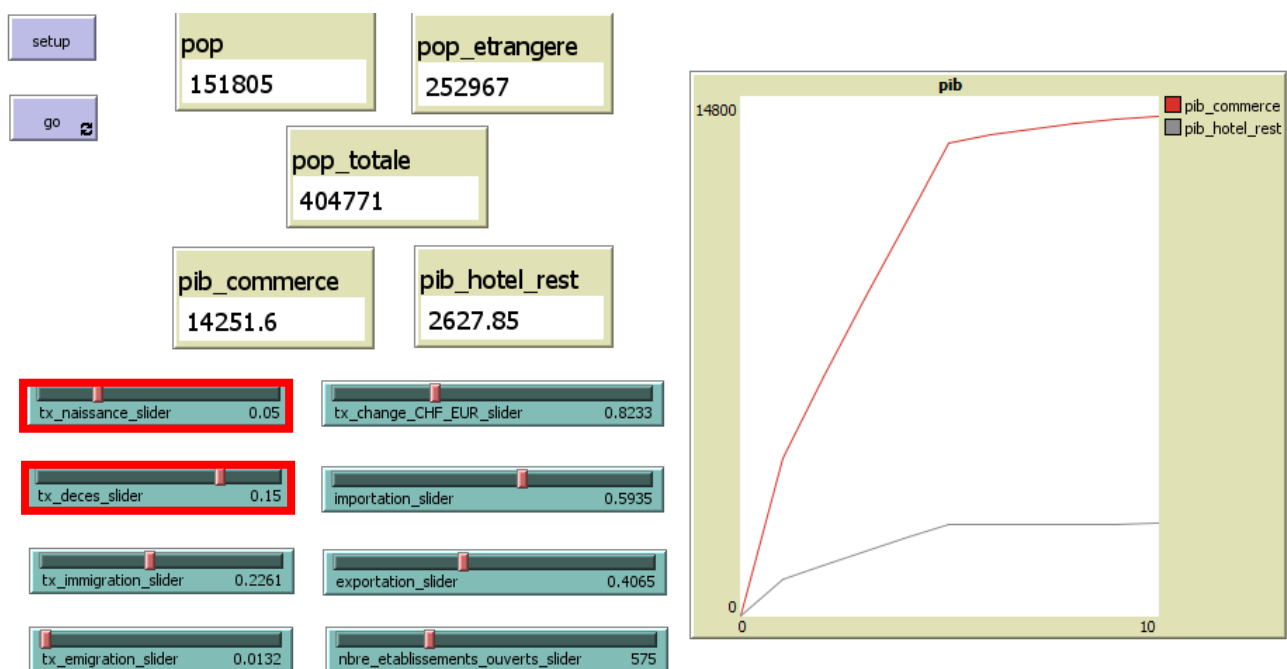 setup
go
pop
151805
pop_etrangere
252967
pop_totale
404771
pib_commerce
14251.6
pib_hotel_rest
2627.85
tx_naissance_slider 0.05
tx_change_CHF_EUR_slider 0.8233
tx_deces_slider 0.15
importation_slider 0.5935
tx_immigration_slider 0.2261
exportation_slider 0.4065
tx_emigration_slider 0.0132
nbre_etablissements_ouverts_slider 575
pib
14800
0
0
10
pib_commerce
pib_hotel_rest